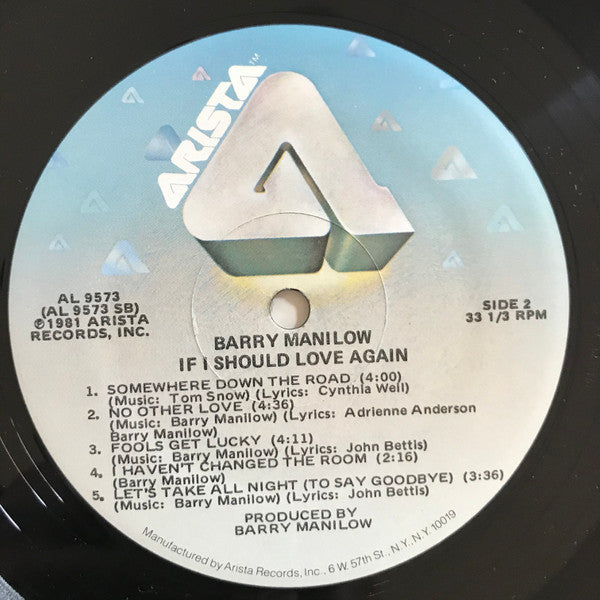 ARISTA™
AL 9573
(AL 9573 SB)
℗1981 ARISTA
RECORDS, INC.
SIDE 2
33 1/3 RPM
BARRY MANILOW
IF I SHOULD LOVE AGAIN
1. SOMEWHERE DOWN THE ROAD (4:00)
(Music: Tom Snow) (Lyrics: Cynthia Weil)
2. NO OTHER LOVE (4:36)
(Music: Barry Manilow) (Lyrics: Adrienne Anderson
Barry Manilow)
3. FOOLS GET LUCKY (4:11)
(Music: Barry Manilow) (Lyrics: John Bettis)
4. I HAVEN'T CHANGED THE ROOM (2:16)
(Barry Manilow)
5. LET'S TAKE ALL NIGHT (TO SAY GOODBYE) (3:36)
(Music: Barry Manilow) (Lyrics: John Bettis)
PRODUCED BY
BARRY MANILOW
Manufactured by Arista Records, Inc., 6 W. 57th St., N.Y., N.Y. 10019